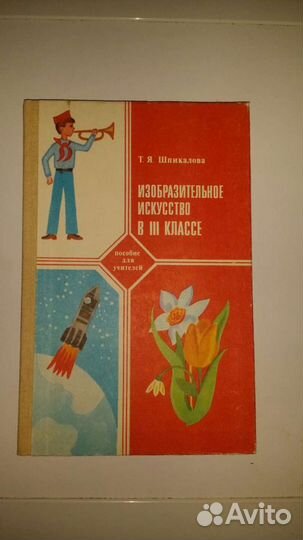 Т. Я. Шпикалова
ИЗОБРАЗИТЕЛЬНОЕ
ИСКУССТВО
В III КЛАССЕ
пособие для
учителей
Avito